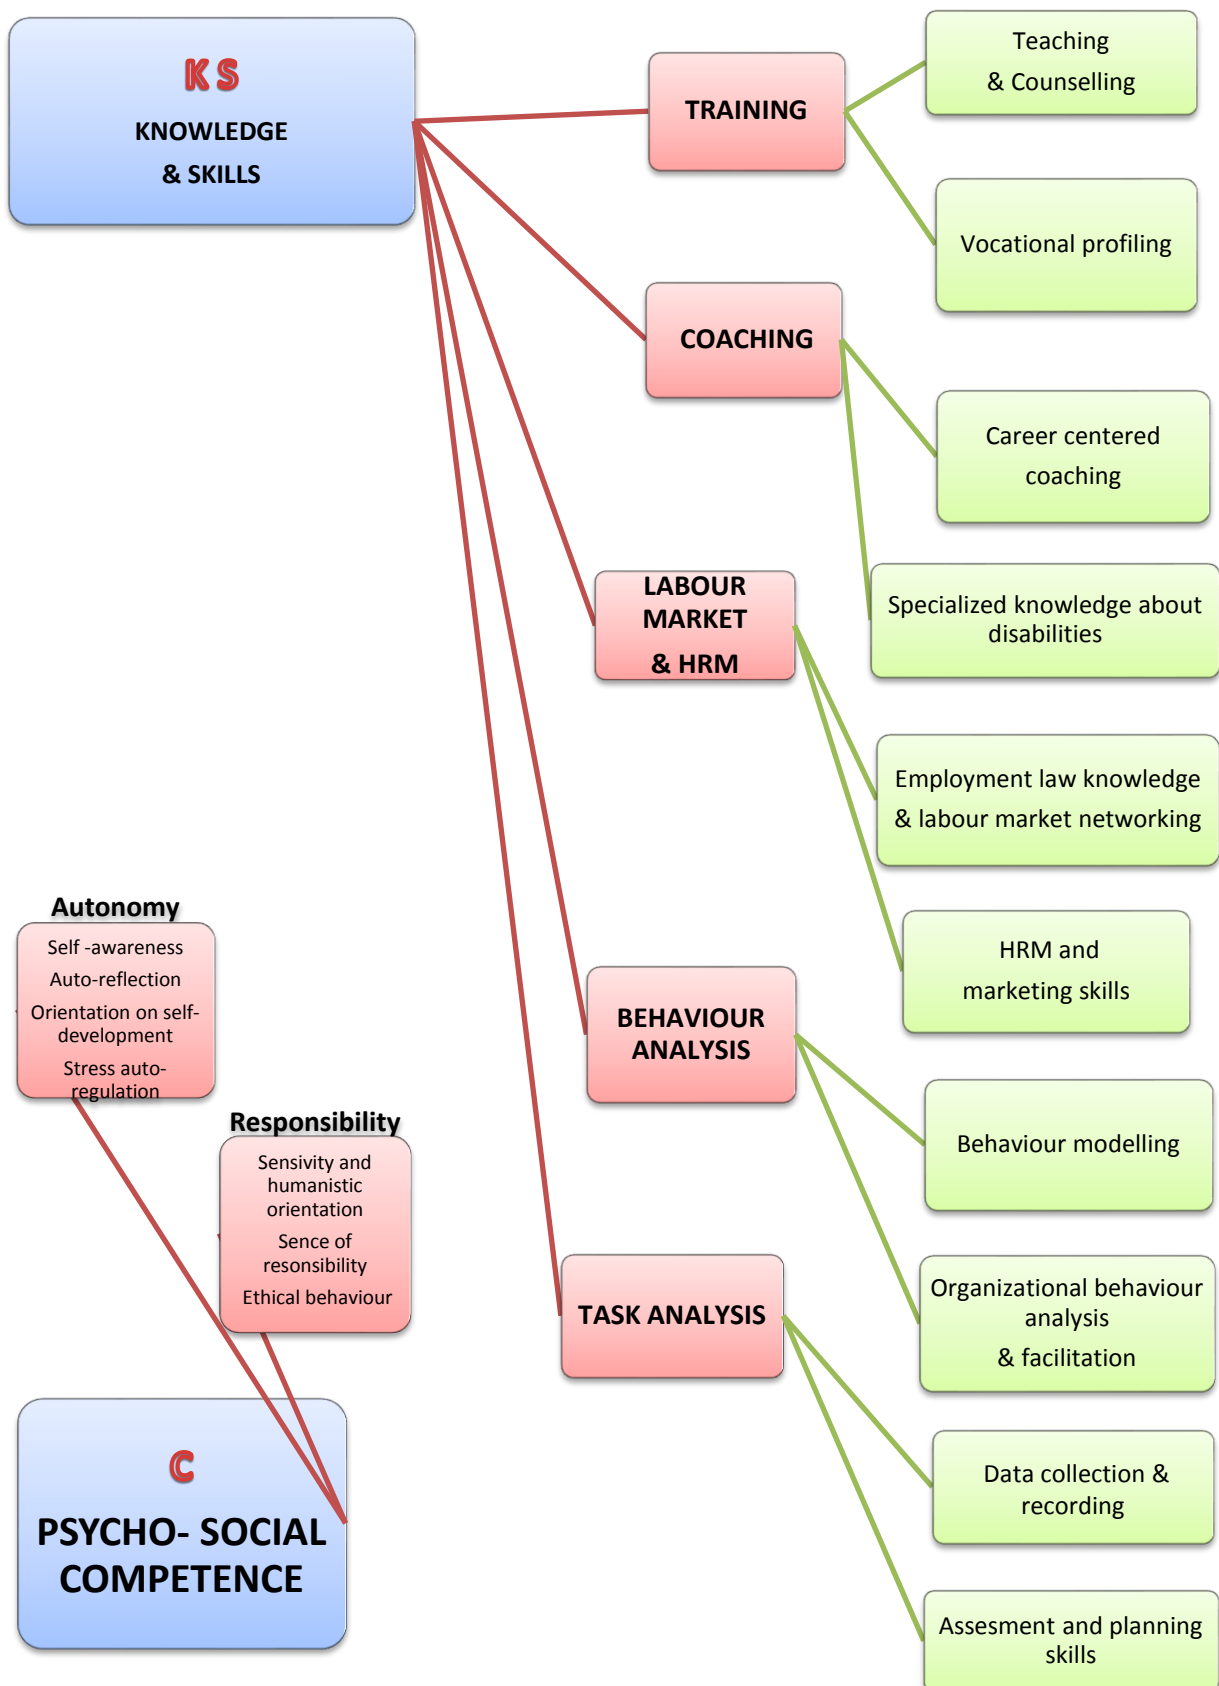 K S
KNOWLEDGE
& SKILLS
TRAINING
Teaching
& Counselling
Vocational profiling
COACHING
Career centered
coaching
Specialized knowledge about
disabilities
LABOUR
MARKET
& HRM
Employment law knowledge
& labour market networking
HRM and
marketing skills
BEHAVIOUR
ANALYSIS
Behaviour modelling
Organizational behaviour
analysis
& facilitation
TASK ANALYSIS
Data collection &
recording
Assesment and planning
skills
Autonomy
Self -awareness
Auto-reflection
Orientation on self-
development
Stress auto-
regulation
Responsibility
Sensivity and
humanistic
orientation
Sence of
resonsibility
Ethical behaviour
C
PSYCHO- SOCIAL
COMPETENCE